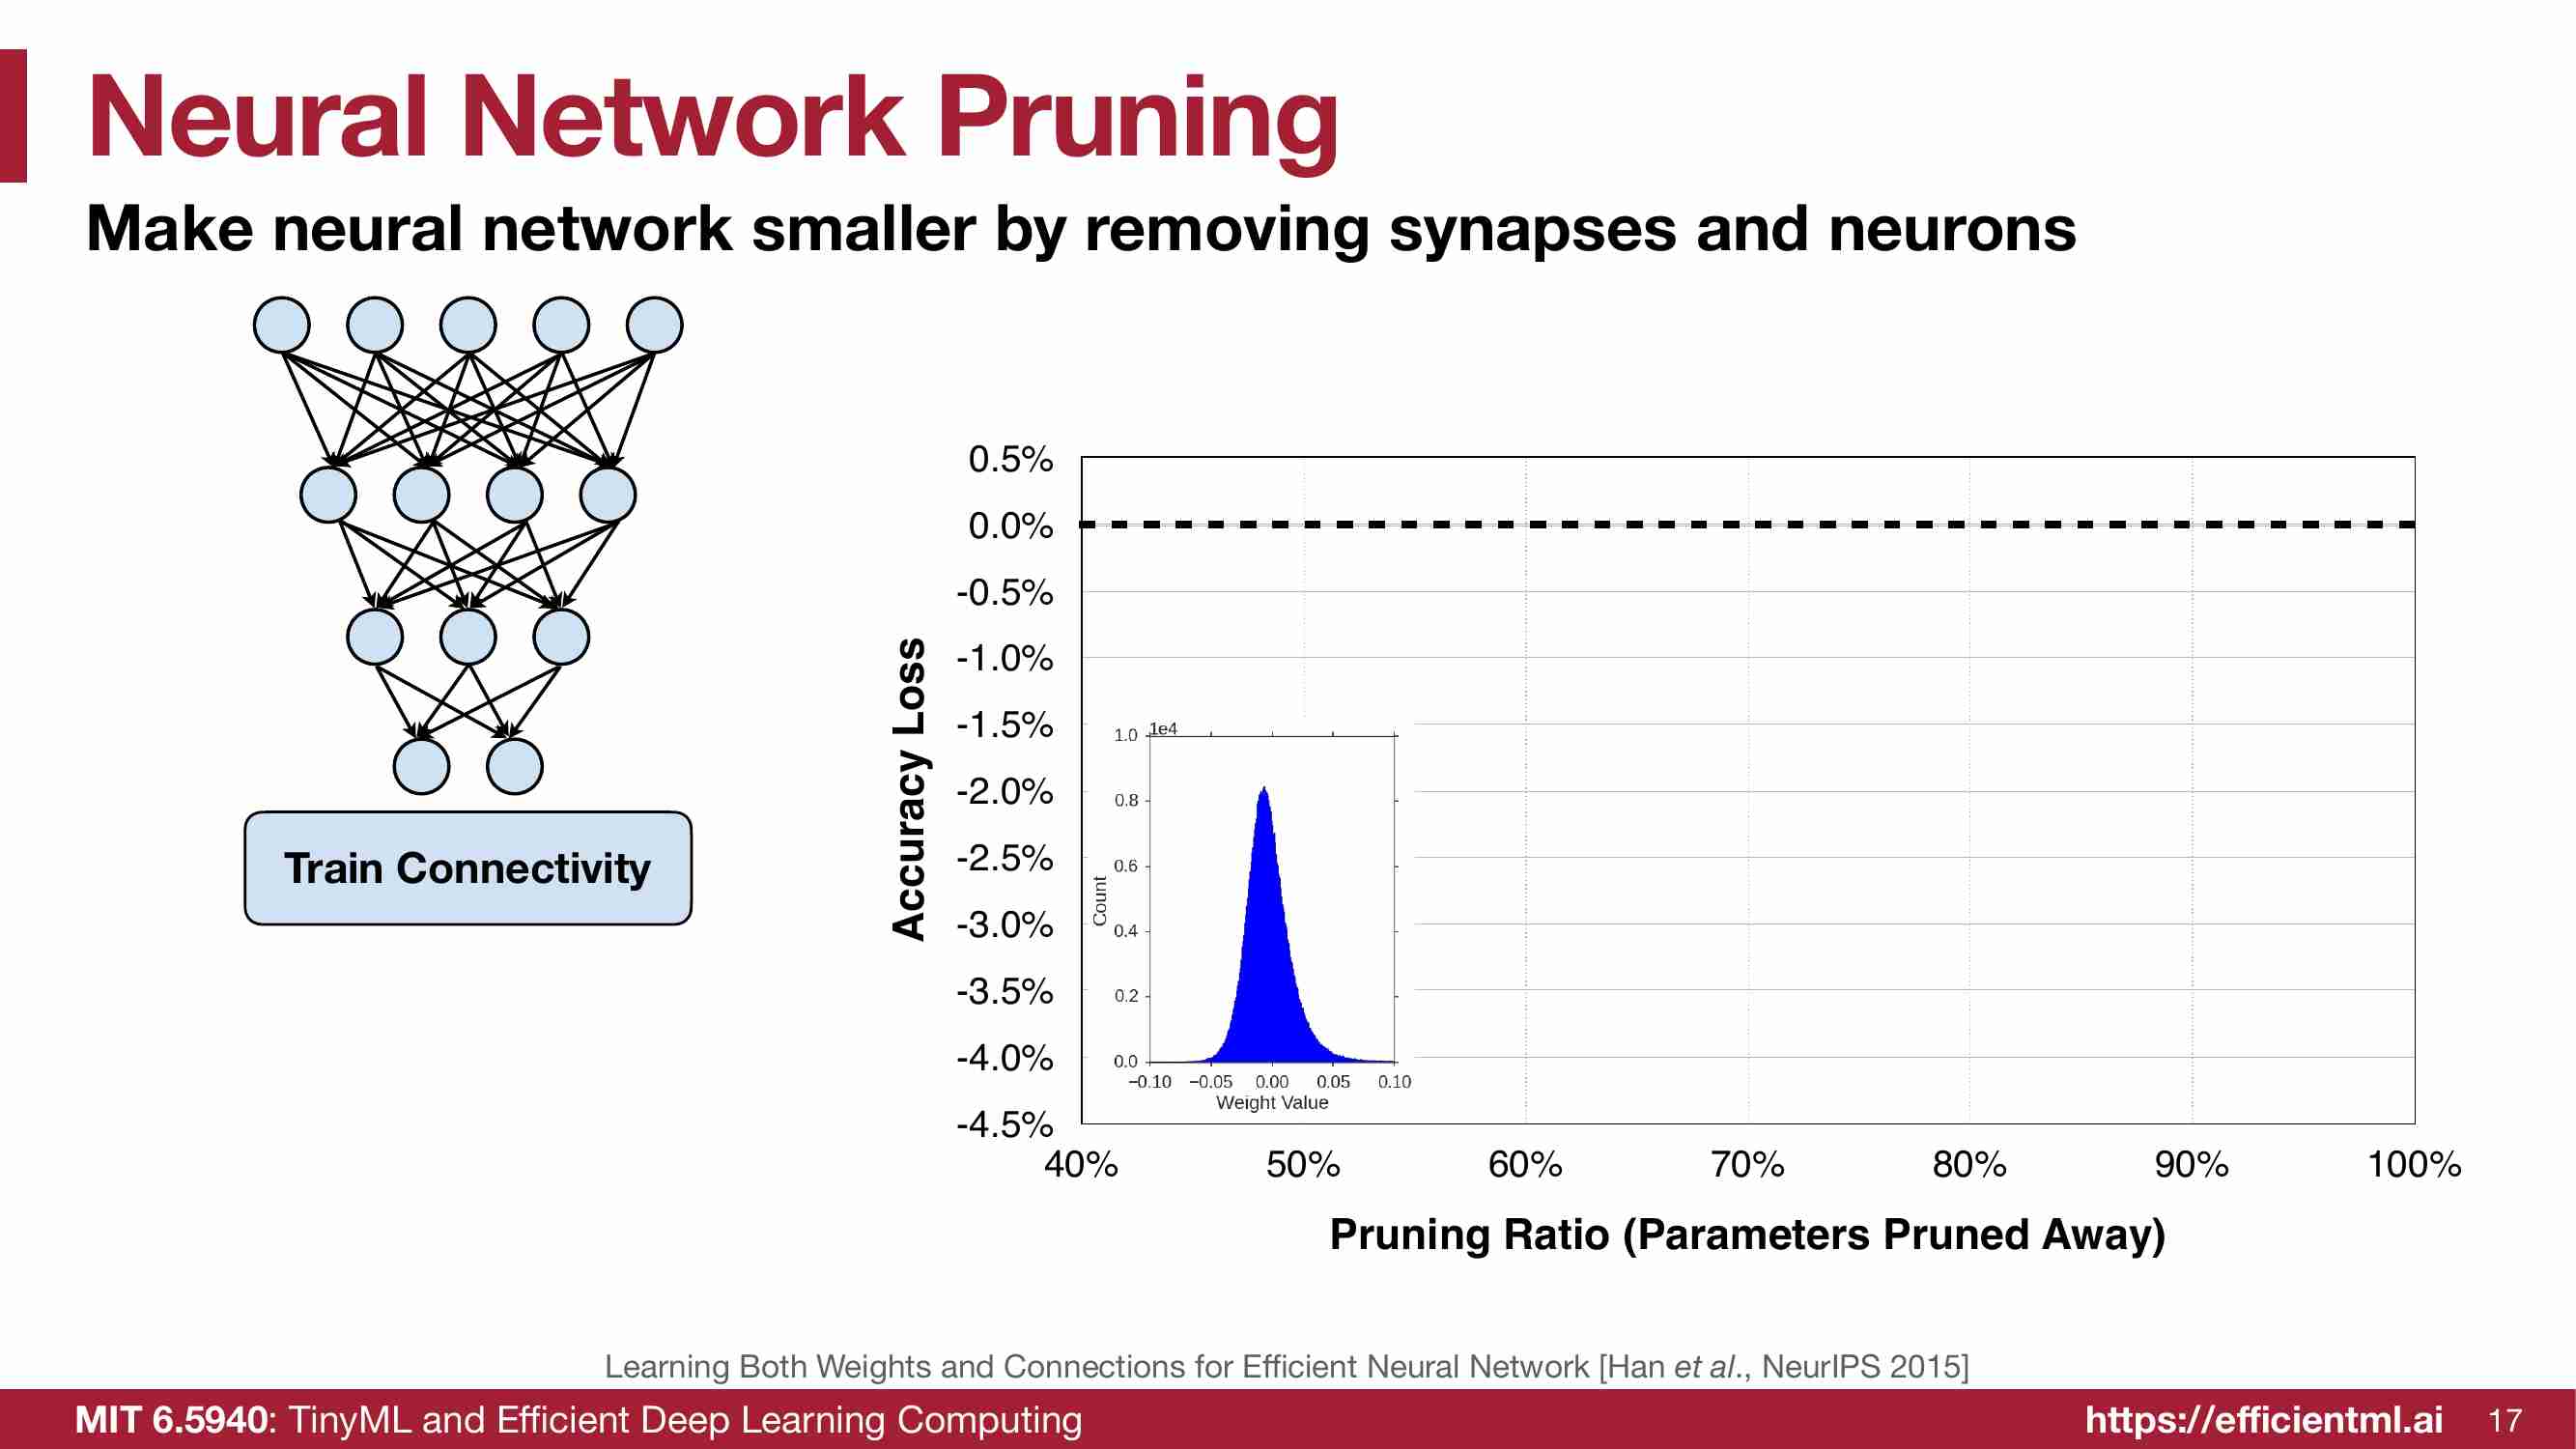 Neural Network Pruning
Make neural network smaller by removing synapses and neurons
Train Connectivity
Accuracy Loss
0.5%
0.0%
-0.5%
-1.0%
-1.5%
-2.0%
-2.5%
-3.0%
-3.5%
-4.0%
-4.5%
1e4
1.0
0.8
0.6
0.4
0.2
0.0
Count
−0.10 −0.05 0.00 0.05 0.10
Weight Value
40% 50% 60% 70% 80% 90% 100%
Pruning Ratio (Parameters Pruned Away)
Learning Both Weights and Connections for Efficient Neural Network [Han et al., NeurIPS 2015]
MIT 6.5940: TinyML and Efficient Deep Learning Computing
https://efficientml.ai 17